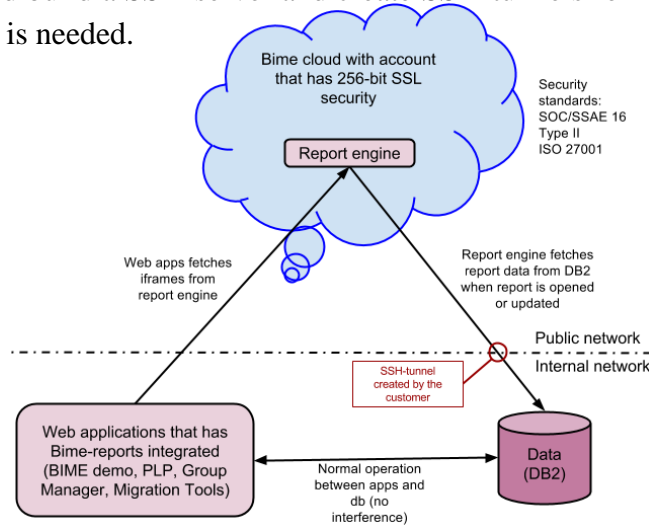 is needed.
Bime cloud with account
that has 256-bit SSL
security
Security
standards:
SOC/SSAE 16
Type II
ISO 27001
Report engine
Web apps fetches
iframes from
report engine
Report engine fetches
report data from DB2
when report is opened
or updated
Public network
Internal network
SSH-tunnel
created by the
customer
Web applications that has
Bime-reports integrated
(BIME demo, PLP, Group
Manager, Migration Tools)
Normal operation
between apps and
db (no
interference)
Data
(DB2)